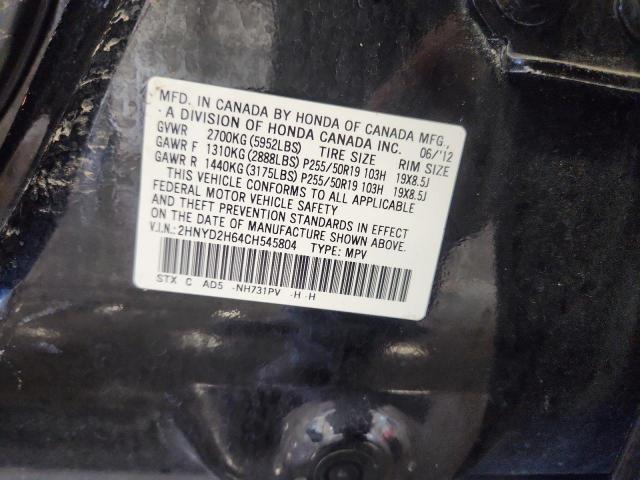 MFD. IN CANADA BY HONDA OF CANADA MFG.,
A DIVISION OF HONDA CANADA INC. 06/'12
GVWR 2700KG (5952LBS) TIRE SIZE RIM SIZE
GAWR F 1310KG (2888LBS) P255/50R19 103H 19X8.5J
GAWR R 1440KG (3175LBS) P255/50R19 103H 19X8.5J
THIS VEHICLE CONFORMS TO ALL APPLICABLE
FEDERAL MOTOR VEHICLE SAFETY
AND THEFT PREVENTION STANDARDS IN EFFECT
ON THE DATE OF MANUFACTURE SHOWN ABOVE.
V.I.N.: 2HNYD2H64CH545804 TYPE: MPV
STX C AD5 -NH731PV -H -H